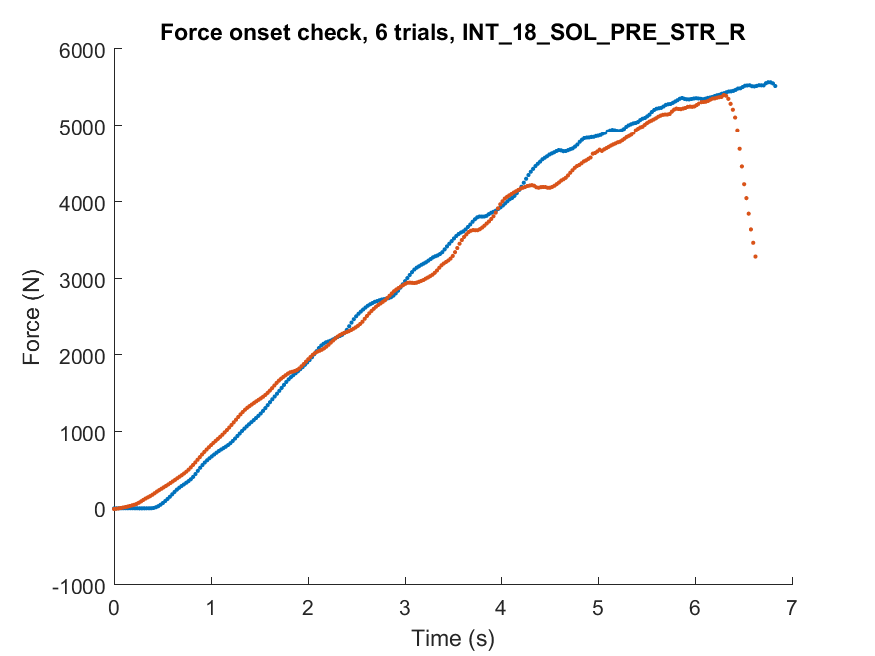 Force onset check, 6 trials, INT_18_SOL_PRE_STR_R
6000
5000
4000
3000
2000
1000
0
-1000
Force (N)
0 1 2 3 4 5 6 7
Time (s)